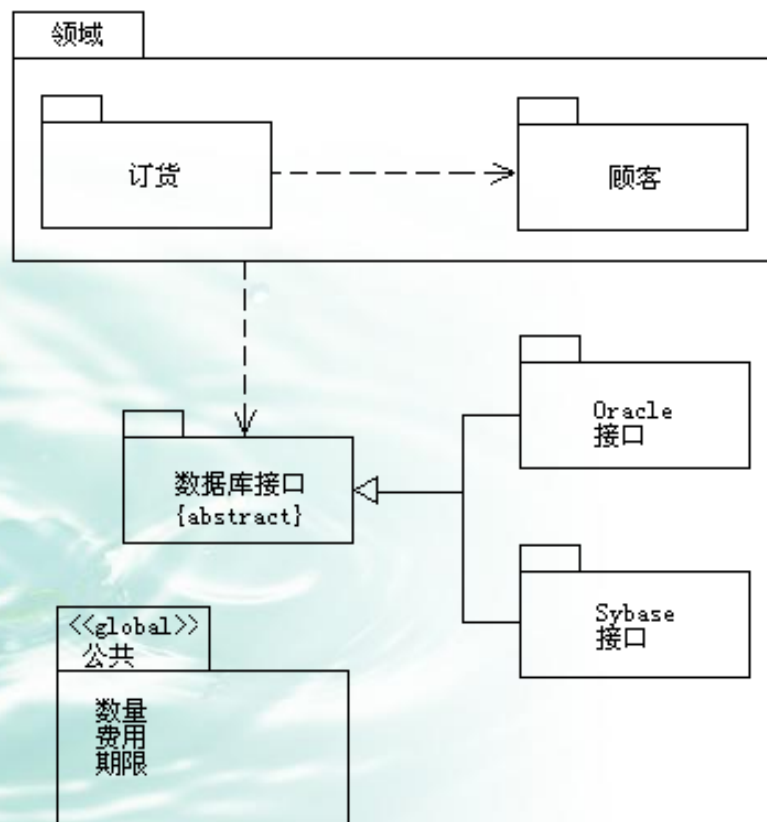 领域
订货
顾客
Oracle
接口
数据库接口
{abstract}
Sybase
接口
<<global>>
公共
数量
费用
期限